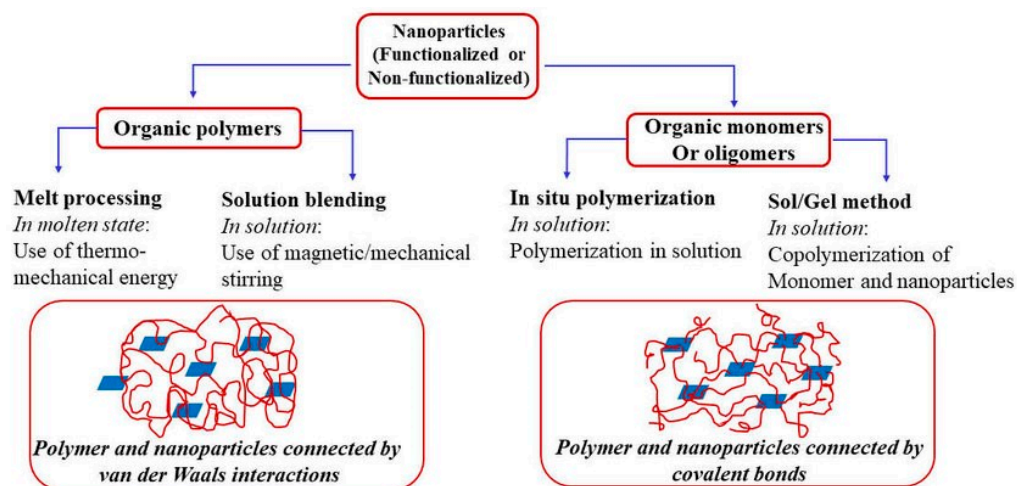 Nanoparticles
(Functionalized or
Non-functionalized)
Organic polymers
Organic monomers
Or oligomers
Melt processing
In molten state:
Use of thermo-
mechanical energy
Solution blending
In solution:
Use of magnetic/mechanical
stirring
In situ polymerization
In solution:
Polymerization in solution
Sol/Gel method
In solution:
Copolymerization of
Monomer and nanoparticles
Polymer and nanoparticles connected by
van der Waals interactions
Polymer and nanoparticles connected by
covalent bonds